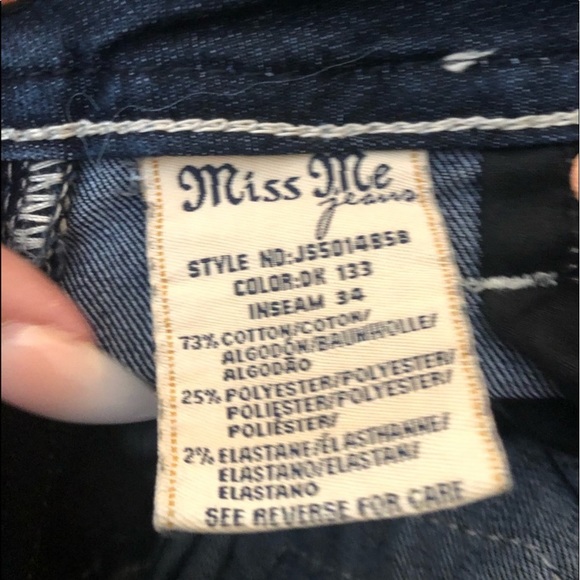 Miss Me
jeans
STYLE NO:JS5014B5B
COLOR:DK 133
INSEAM 34
73% COTTON/COTON/
ALGODÓN/BAUMWOLLE/
ALGODÃO
25% POLYESTER/POLYESTER/
POLIÉSTER/POLYESTER/
POLIÉSTER/
2% ELASTANE/ÉLASTHANNE/
ELASTANO/ELASTAN/
ELASTANO
SEE REVERSE FOR CARE